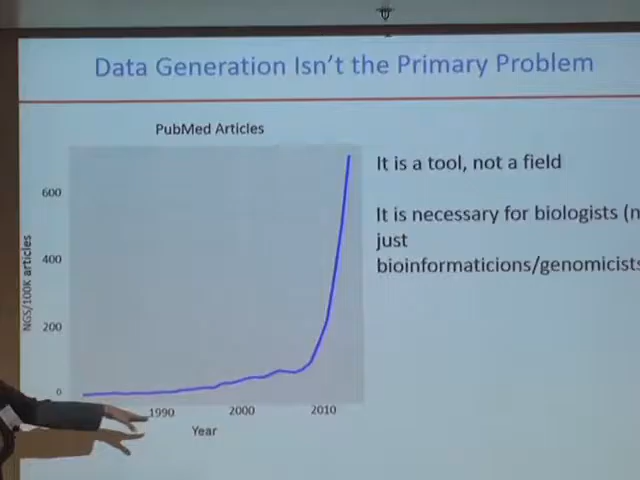 Data Generation Isn't the Primary Problem
PubMed Articles
It is a tool, not a field
It is necessary for biologists (n
just
bioinformaticions/genomicists
NGS/100K articles
600
400
200
0
1990
2000
2010
Year